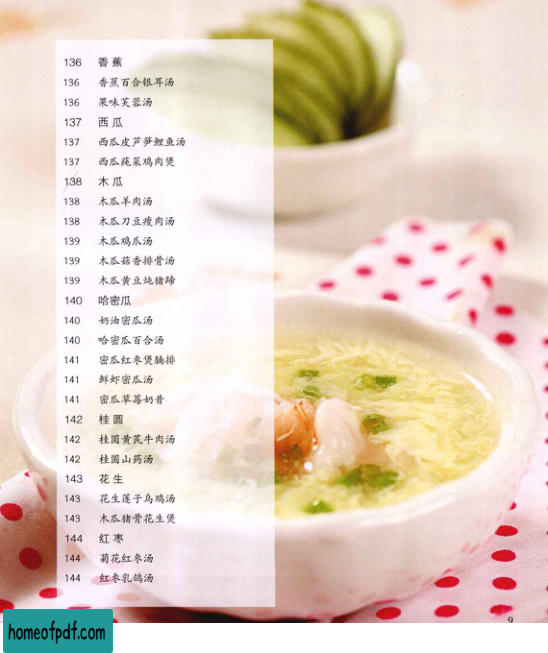 136 香 蕉
136 香蕉百合银耳汤
136 果味芙蓉汤
137 西 瓜
137 西瓜皮芦笋鲤鱼汤
137 西瓜莼菜鸡肉煲
138 木 瓜
138 木瓜羊肉汤
138 木瓜刀豆瘦肉汤
139 木瓜鸡爪汤
139 木瓜菇香排骨汤
139 木瓜黄豆炖猪蹄
140 哈密瓜
140 奶油蜜瓜汤
140 哈密瓜百合汤
141 蜜瓜红枣煲腩排
141 鲜虾蜜瓜汤
141 蜜瓜草莓奶昔
142 桂 圆
142 桂圆黄芪牛肉汤
142 桂圆山药汤
143 花 生
143 花生莲子乌鸡汤
143 木瓜猪骨花生煲
144 红 枣
144 菊花红枣汤
144 红枣乳鸽汤
9
homeofpdf.com